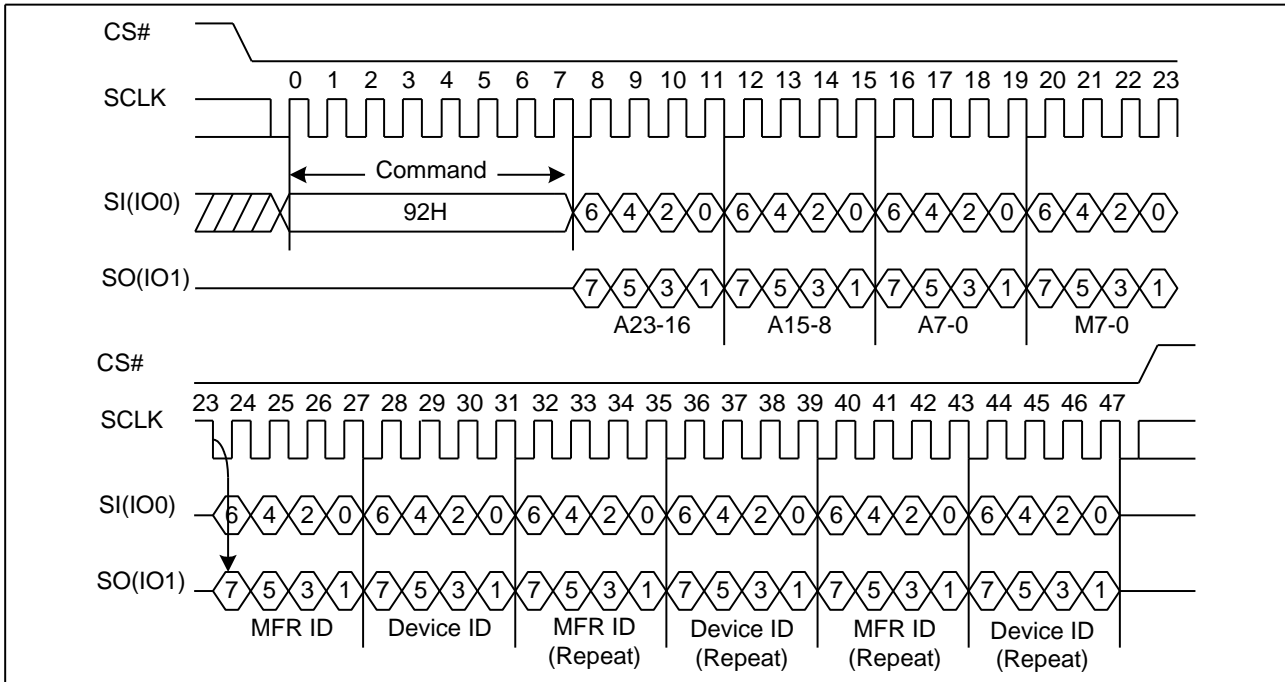 CS#
0 1 2 3 4 5 6 7 8 9 10 11 12 13 14 15 16 17 18 19 20 21 22 23
SCLK
Command
SI(IO0)
92H
6 4 2 0 6 4 2 0 6 4 2 0 6 4 2 0
SO(IO1)
7 5 3 1 7 5 3 1 7 5 3 1 7 5 3 1
A23-16 A15-8 A7-0 M7-0
CS#
23 24 25 26 27 28 29 30 31 32 33 34 35 36 37 38 39 40 41 42 43 44 45 46 47
SCLK
SI(IO0)
6 4 2 0 6 4 2 0 6 4 2 0 6 4 2 0 6 4 2 0 6 4 2 0
SO(IO1)
7 5 3 1 7 5 3 1 7 5 3 1 7 5 3 1 7 5 3 1 7 5 3 1
MFR ID Device ID MFR ID Device ID MFR ID Device ID
(Repeat) (Repeat) (Repeat) (Repeat)